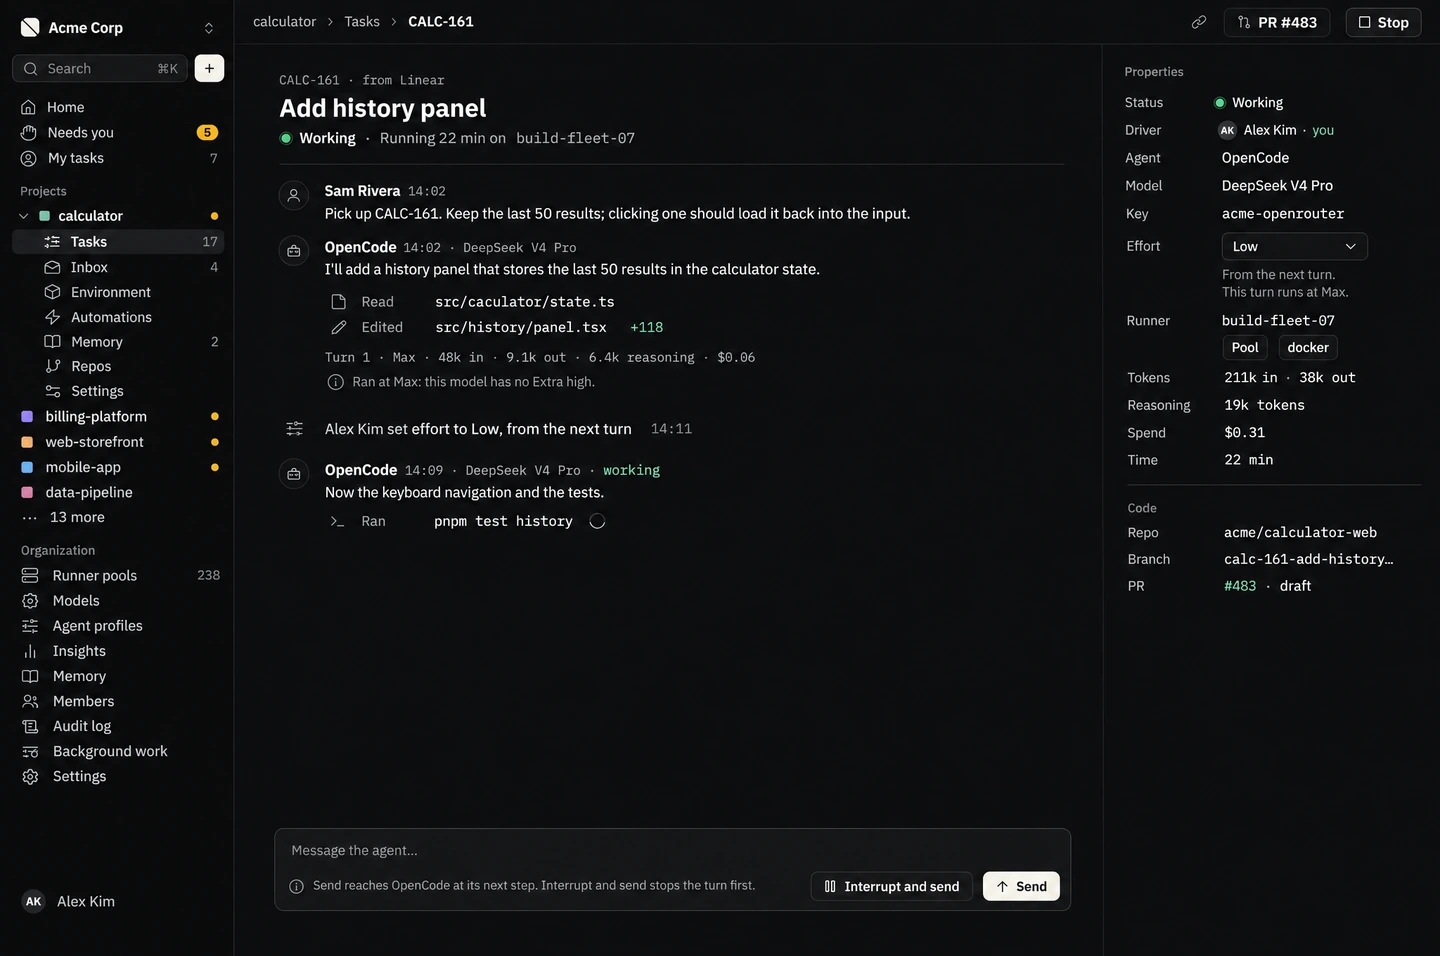 Acme Corp
Search ⌘K +
Home
Needs you 5
My tasks 7
Projects
calculator
Tasks 17
Inbox 4
Environment
Automations
Memory 2
Repos
Settings
billing-platform
web-storefront
mobile-app
data-pipeline
··· 13 more
Organization
Runner pools 238
Models
Agent profiles
Insights
Memory
Members
Audit log
Background work
Settings
AK Alex Kim
calculator > Tasks > CALC-161
PR #483
Stop
CALC-161 · from Linear
Add history panel
Working · Running 22 min on build-fleet-07
Sam Rivera 14:02
Pick up CALC-161. Keep the last 50 results; clicking one should load it back into the input.
OpenCode 14:02 · DeepSeek V4 Pro
I'll add a history panel that stores the last 50 results in the calculator state.
Read src/caculator/state.ts
Edited src/history/panel.tsx +118
Turn 1 · Max · 48k in · 9.1k out · 6.4k reasoning · $0.06
Ran at Max: this model has no Extra high.
Alex Kim set effort to Low, from the next turn 14:11
OpenCode 14:09 · DeepSeek V4 Pro · working
Now the keyboard navigation and the tests.
Ran pnpm test history
Message the agent...
Send reaches OpenCode at its next step. Interrupt and send stops the turn first.
Interrupt and send
Send
Properties
Status Working
Driver AK Alex Kim · you
Agent OpenCode
Model DeepSeek V4 Pro
Key acme-openrouter
Effort Low
From the next turn.
This turn runs at Max.
Runner build-fleet-07
Pool docker
Tokens 211k in · 38k out
Reasoning 19k tokens
Spend $0.31
Time 22 min
Code
Repo acme/calculator-web
Branch calc-161-add-history…
PR #483 · draft